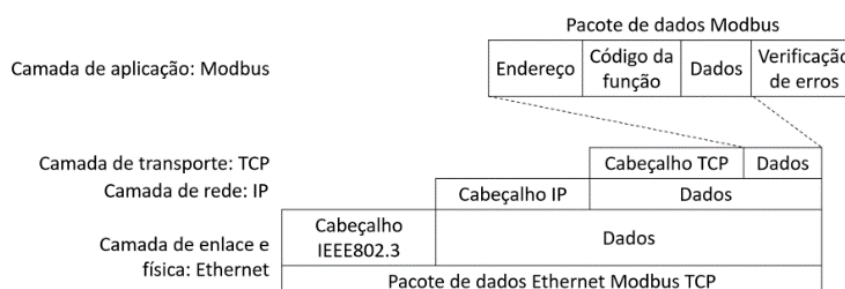 Pacote de dados Modbus
Camada de aplicação: Modbus
Endereço
Código da
função
Dados
Verificação
de erros
Camada de transporte: TCP
Cabeçalho TCP
Dados
Camada de rede: IP
Cabeçalho IP
Dados
Camada de enlace e
física: Ethernet
Cabeçalho
IEEE802.3
Dados
Pacote de dados Ethernet Modbus TCP